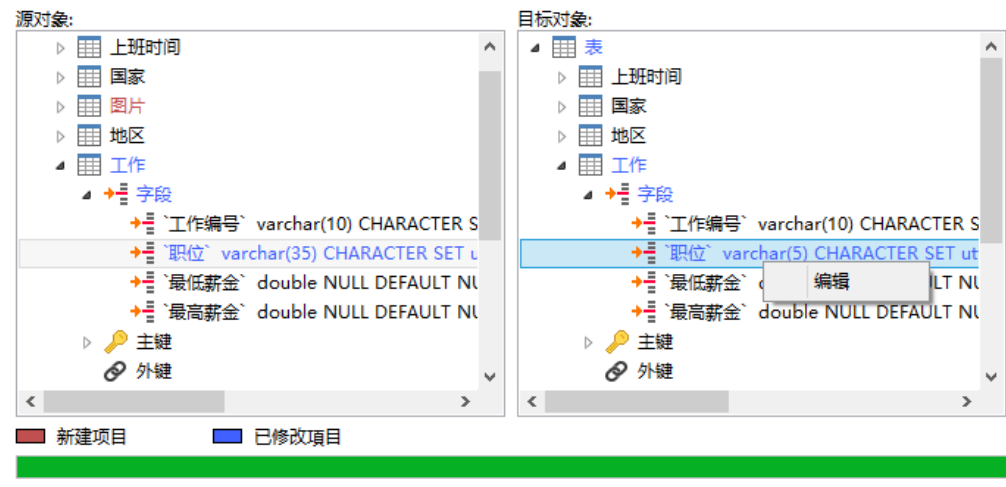 源对象:
上班时间
国家
图片
地区
工作
字段
`工作编号` varchar(10) CHARACTER S
`职位` varchar(35) CHARACTER SET u
`最低薪金` double NULL DEFAULT NU
`最高薪金` double NULL DEFAULT NU
主键
外键
目标对象:
表
上班时间
国家
地区
工作
字段
`工作编号` varchar(10) CHARACTER S
`职位` varchar(5) CHARACTER SET ut
编辑
`最低薪金` d
ULT NU
`最高薪金` double NULL DEFAULT NU
主键
外键
新建项目
已修改項目